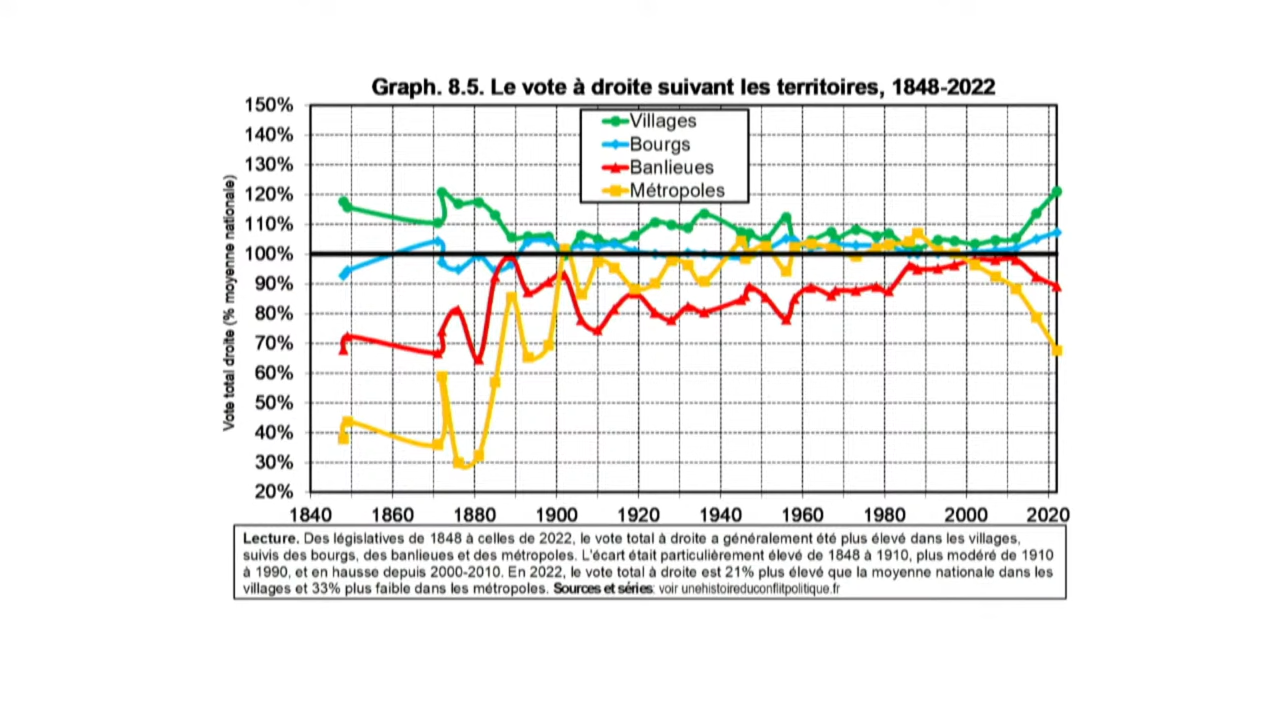 Graph. 8.5. Le vote à droite suivant les territoires, 1848-2022
150%
140%
130%
120%
110%
100%
90%
80%
70%
60%
50%
40%
30%
20%
Vote total droite (% moyenne nationale)
Villages
Bourgs
Banlieues
Métropoles
1840 1860 1880 1900 1920 1940 1960 1980 2000 2020
Lecture. Des législatives de 1848 à celles de 2022, le vote total à droite a généralement été plus élevé dans les villages,
suivis des bourgs, des banlieues et des métropoles. L'écart était particulièrement élevé de 1848 à 1910, plus modéré de 1910
à 1990, et en hausse depuis 2000-2010. En 2022, le vote total à droite est 21% plus élevé que la moyenne nationale dans les
villages et 33% plus faible dans les métropoles. Sources et séries: voir unehistoireduconflitpolitique.fr